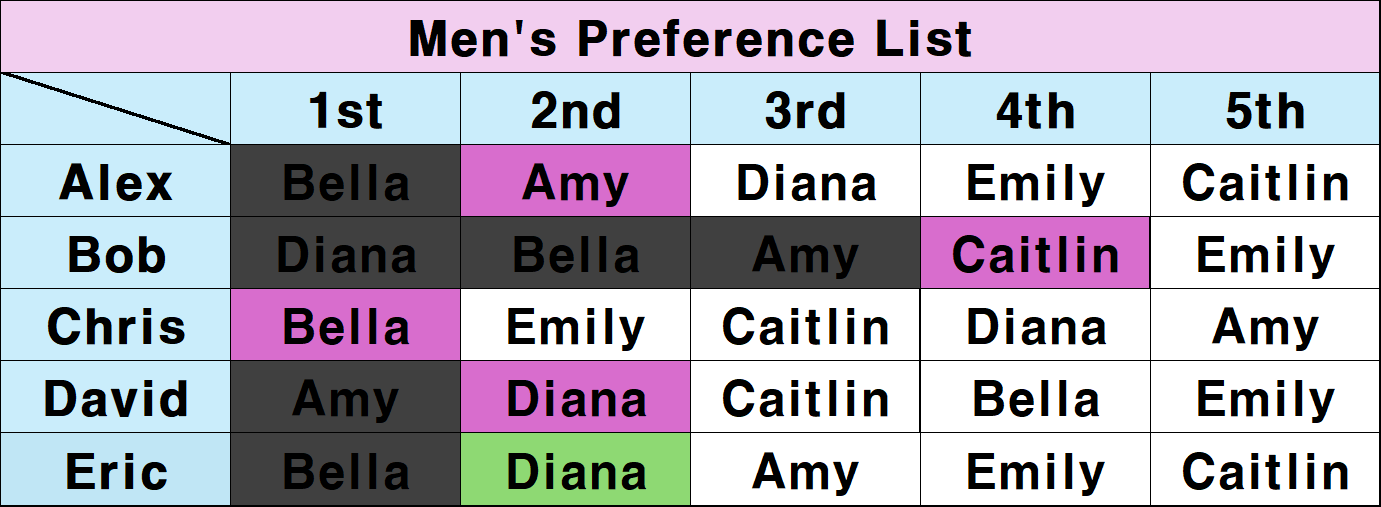 Men's Preference List
1st 2nd 3rd 4th 5th
Alex Bella Amy Diana Emily Caitlin
Bob Diana Bella Amy Caitlin Emily
Chris Bella Emily Caitlin Diana Amy
David Amy Diana Caitlin Bella Emily
Eric Bella Diana Amy Emily Caitlin